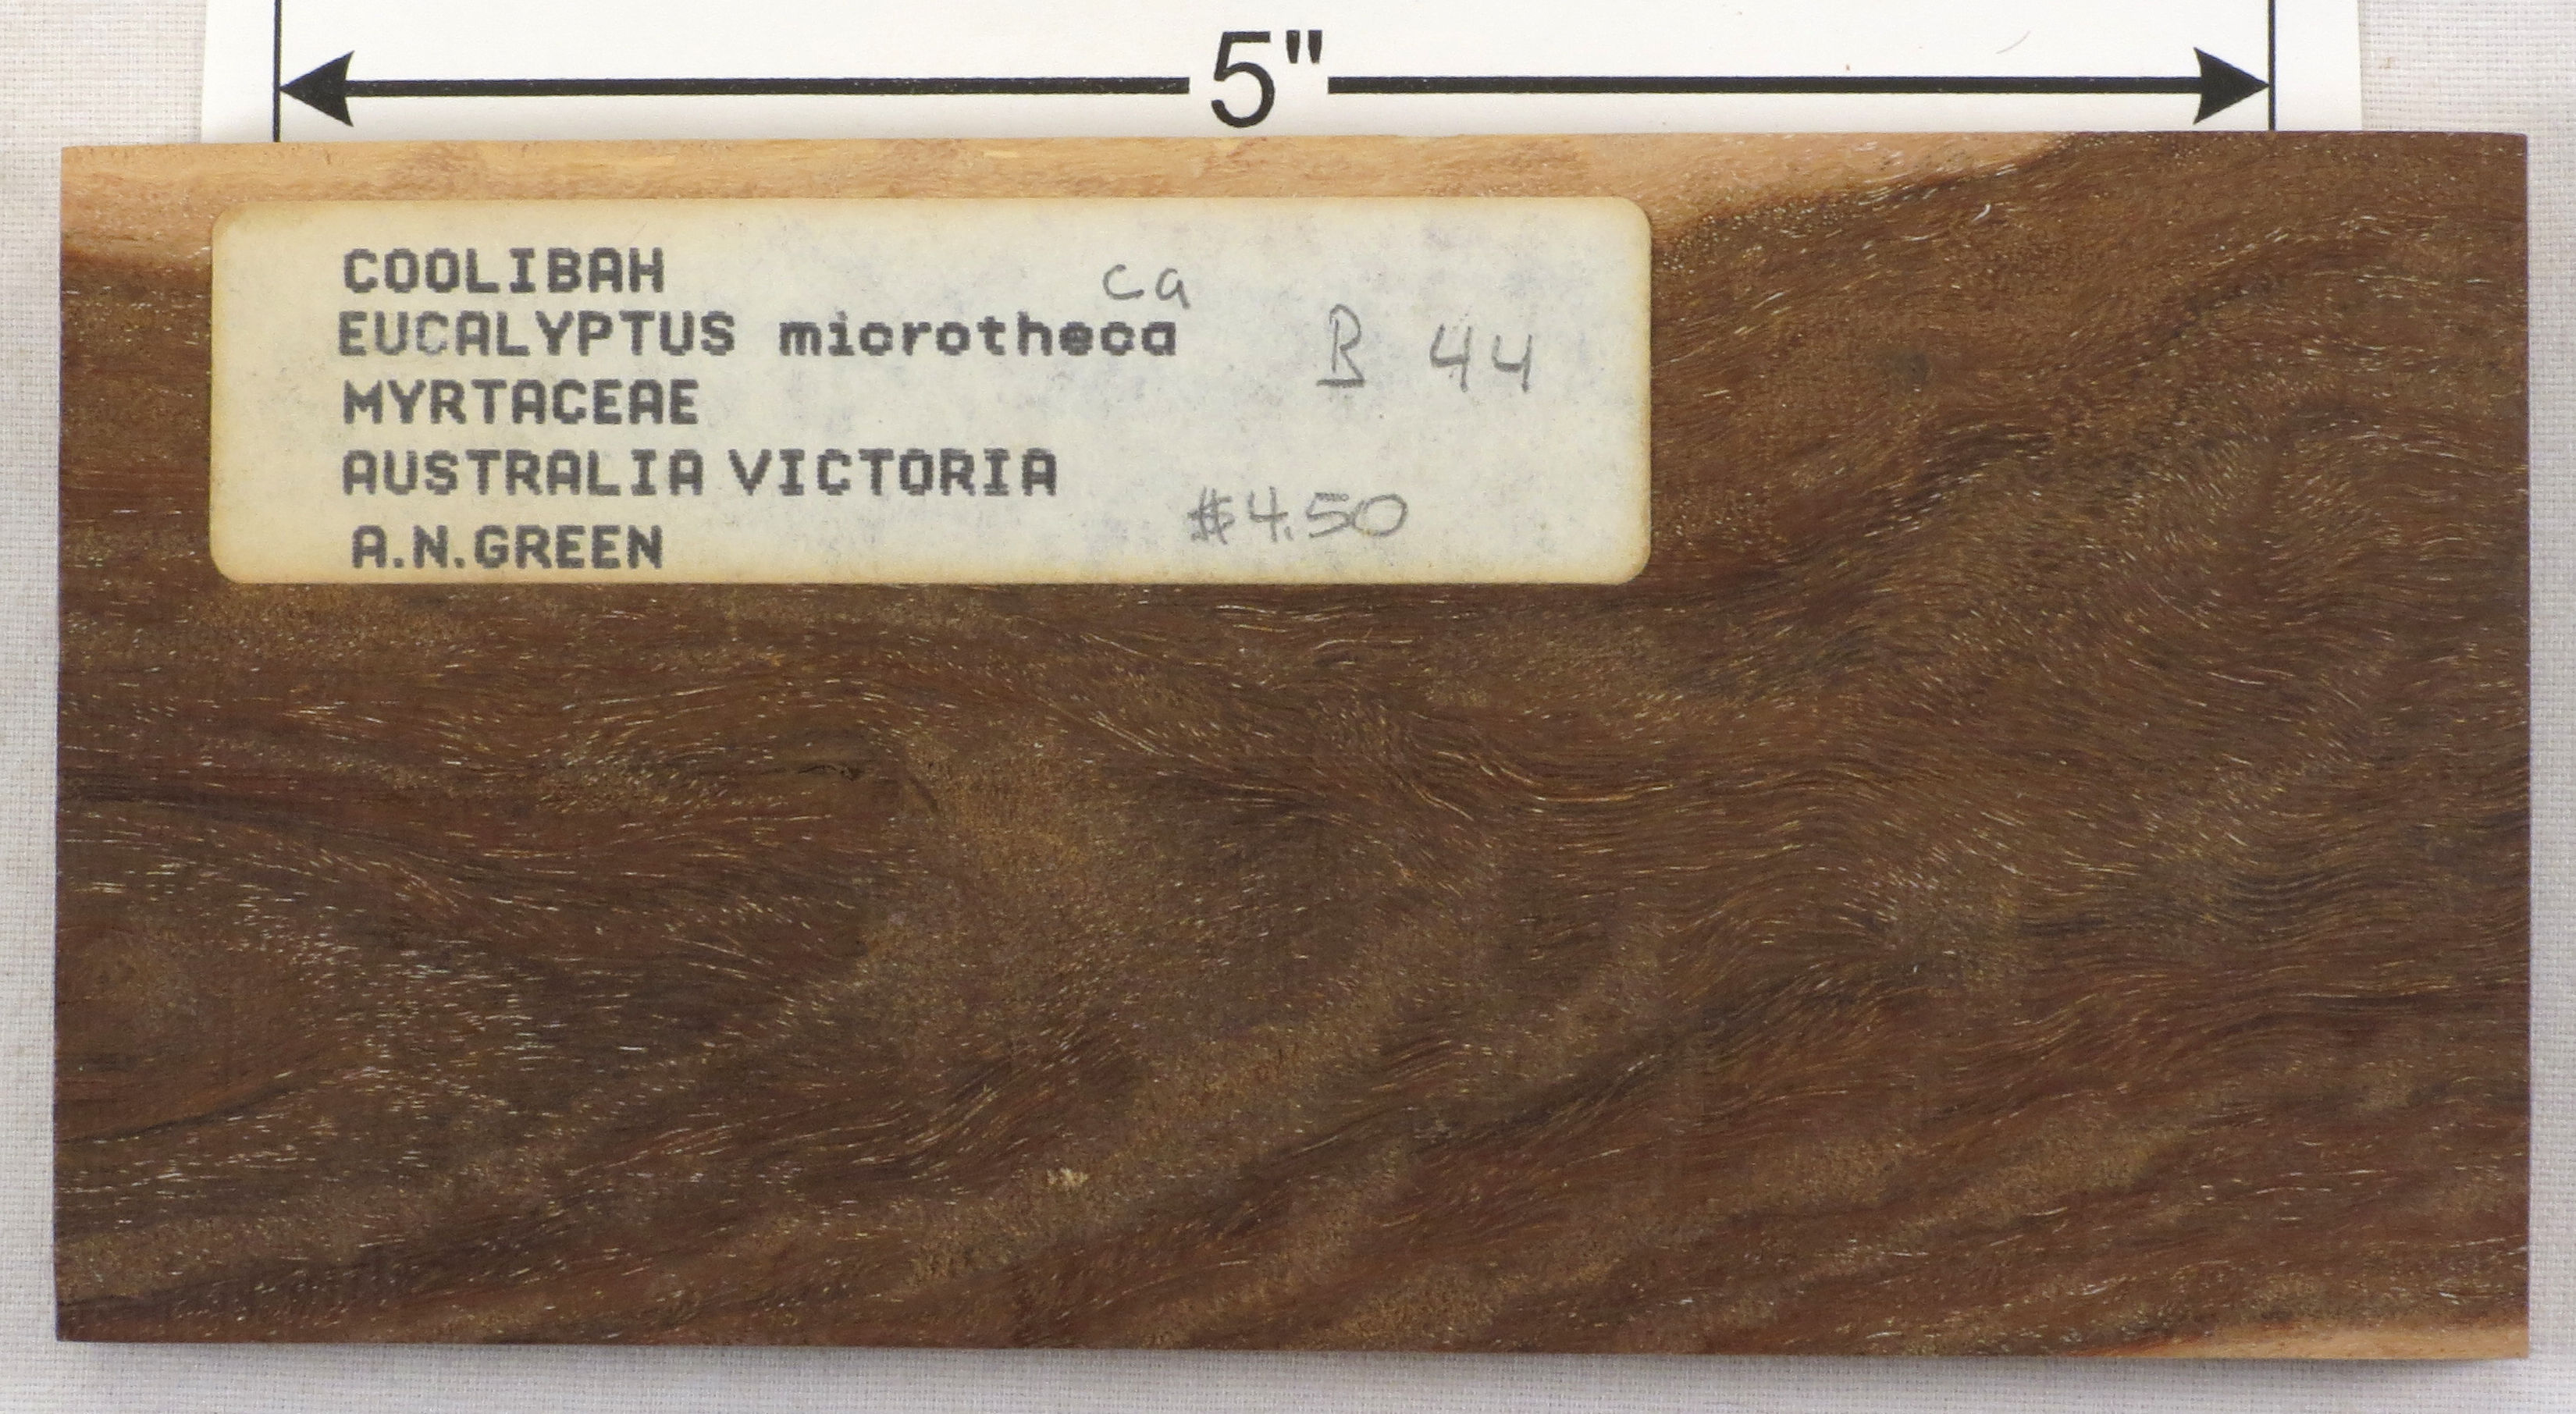 5"
COOLIBAH
ca
EUCALYPTUS microtheca
B 44
MYRTACEAE
AUSTRALIA VICTORIA
$4.50
A.N.GREEN